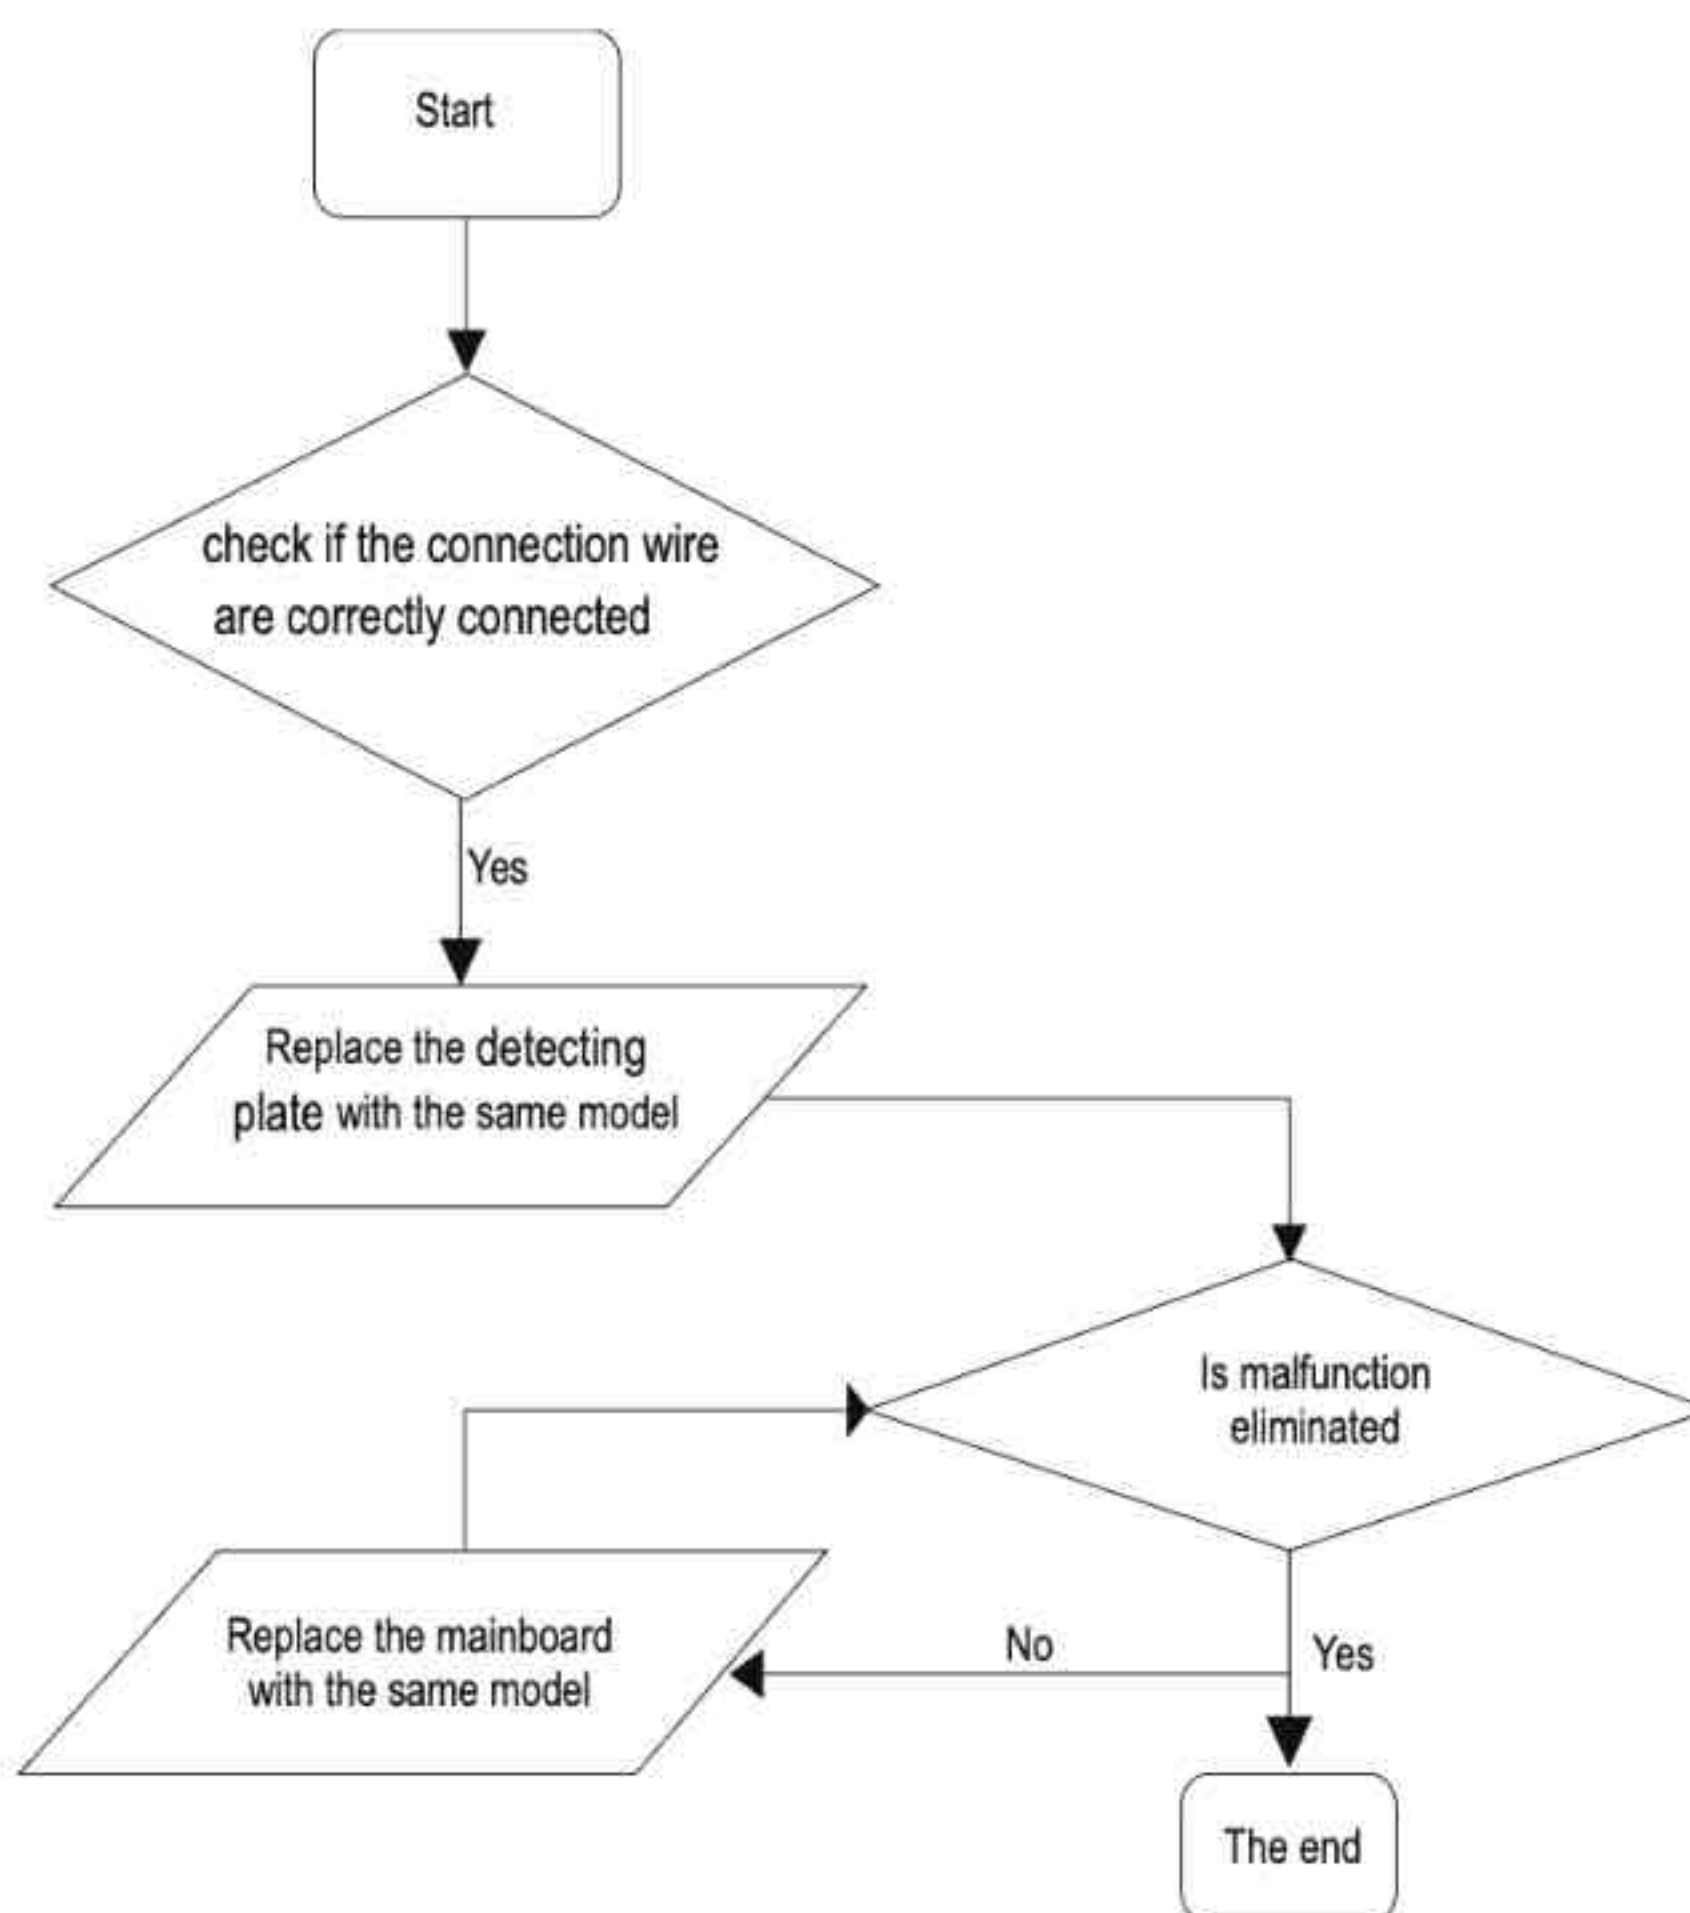 Start
check if the connection wire
are correctly connected
Yes
Replace the detecting
plate with the same model
Is malfunction
eliminated
Replace the mainboard
with the same model
No
Yes
The end